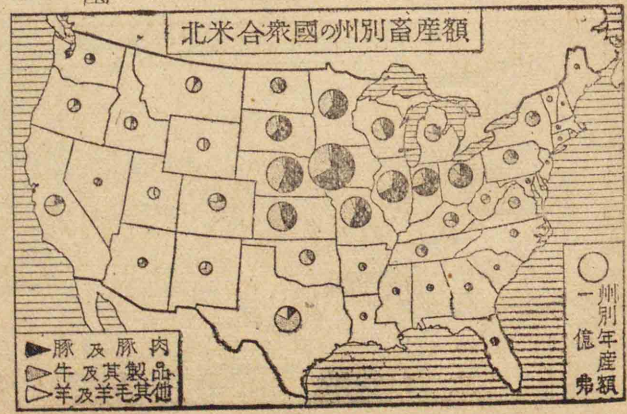 北米合衆國の州別畜産額
豚及豚肉
牛及其製品
羊及羊毛其他
州別年産額
一億弗